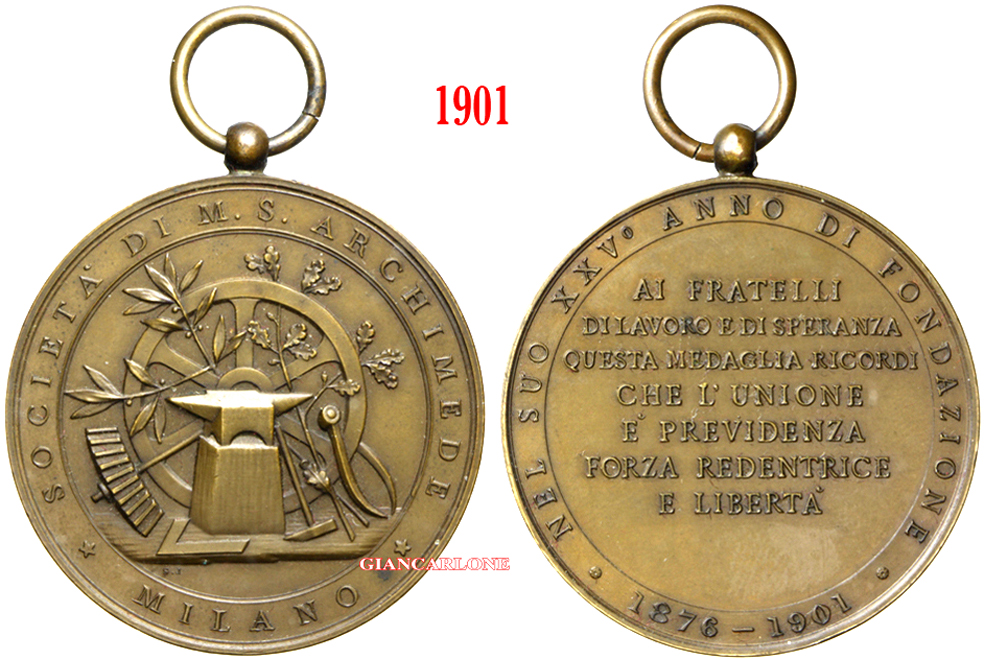 1901
SOCIETÀ DI M. S. ARCHIMEDE
MILANO
GIANCARLONE
NEL SUO XXVº ANNO DI FONDAZIONE
AI FRATELLI
DI LAVORO E DI SPERANZA
QUESTA MEDAGLIA RICORDI
CHE L'UNIONE
E' PREVIDENZA
FORZA REDENTRICE
E LIBERTÀ
1876-1901